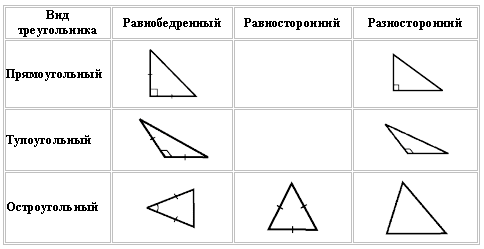 Вид
треугольника
Равнобедренный
Равносторонний
Разносторонний
Прямоугольный
Тупоугольный
Остроугольный